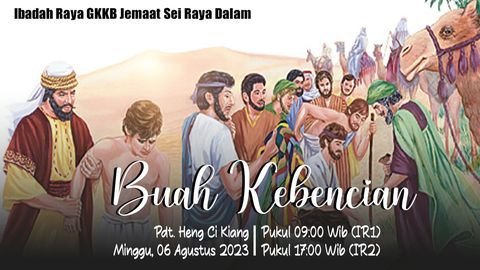 Ibadah Raya GKKB Jemaat Sei Raya Dalam
Buah Kebencian
Pdt. Heng Ci Kiang
Minggu, 06 Agustus 2023
Pukul 09:00 Wib (IR1)
Pukul 17:00 Wib (IR2)